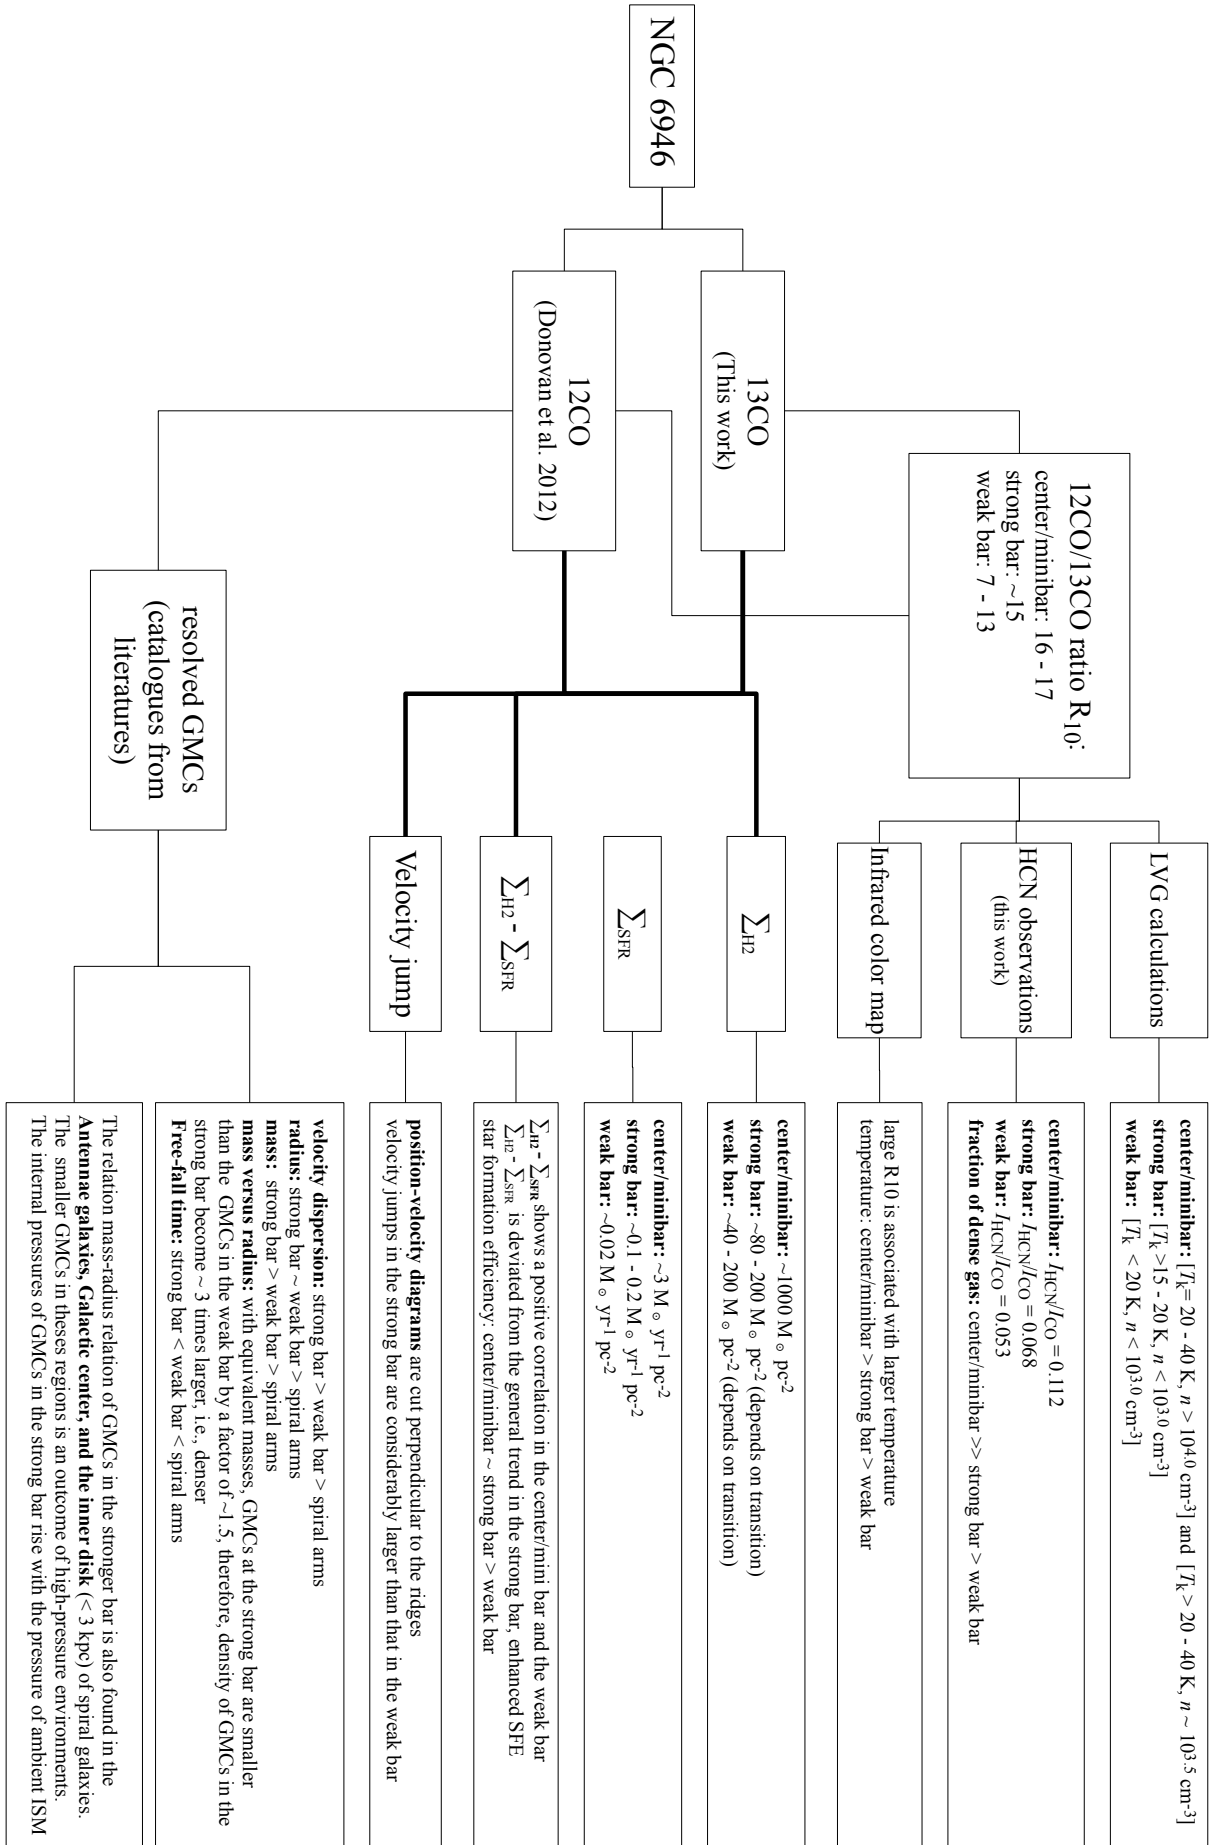 NGC 6946
13CO
(This work)
12CO
(Donovan et al. 2012)
12CO/13CO ratio R10:
center/minibar: 16 - 17
strong bar: ~15
weak bar: 7 - 13
resolved GMCs
(catalogues from
literatures)
LVG calculations
center/minibar: [Tk= 20 - 40 K, n > 10^4.0 cm-3] and [Tk > 20 - 40 K, n ~ 10^3.5 cm-3]
strong bar: [Tk >15 - 20 K, n < 10^3.0 cm-3]
weak bar: [Tk < 20 K, n < 10^3.0 cm-3]
HCN observations
(this work)
center/minibar: IHCN/ICO = 0.112
strong bar: IHCN/ICO = 0.068
weak bar: IHCN/ICO = 0.053
fraction of dense gas: center/minibar >> strong bar > weak bar
Infrared color map
large R10 is associated with larger temperature
temperature: center/minibar > strong bar > weak bar
∑H2
center/minibar: ~1000 M⊙ pc-2
strong bar: ~80 - 200 M⊙ pc-2 (depends on transition)
weak bar: ~40 - 200 M⊙ pc-2 (depends on transition)
∑SFR
center/minibar: ~3 M⊙ yr-1 pc-2
strong bar: ~0.1 - 0.2 M⊙ yr-1 pc-2
weak bar: ~0.02 M⊙ yr-1 pc-2
∑H2 - ∑SFR
∑H2 - ∑SFR shows a positive correlation in the center/mini bar and the weak bar
∑H2 - ∑SFR is deviated from the general trend in the strong bar, enhanced SFE
star formation efficiency: center/minibar ~ strong bar > weak bar
Velocity jump
position-velocity diagrams are cut perpendicular to the ridges
velocity jumps in the strong bar are considerably larger than that in the weak bar
velocity dispersion: strong bar > weak bar > spiral arms
radius: strong bar ~ weak bar > spiral arms
mass: strong bar > weak bar > spiral arms
mass versus radius: with equivalent masses, GMCs at the strong bar are smaller
than the GMCs in the weak bar by a factor of ~1.5, therefore, density of GMCs in the
strong bar become ~ 3 times larger, i.e., denser
Free-fall time: strong bar < weak bar < spiral arms
The relation mass-radius relation of GMCs in the stronger bar is also found in the
Antennae galaxies, Galactic center, and the inner disk (< 3 kpc) of spiral galaxies.
The smaller GMCs in theses regions is an outcome of high-pressure environments.
The internal pressures of GMCs in the strong bar rise with the pressure of ambient ISM